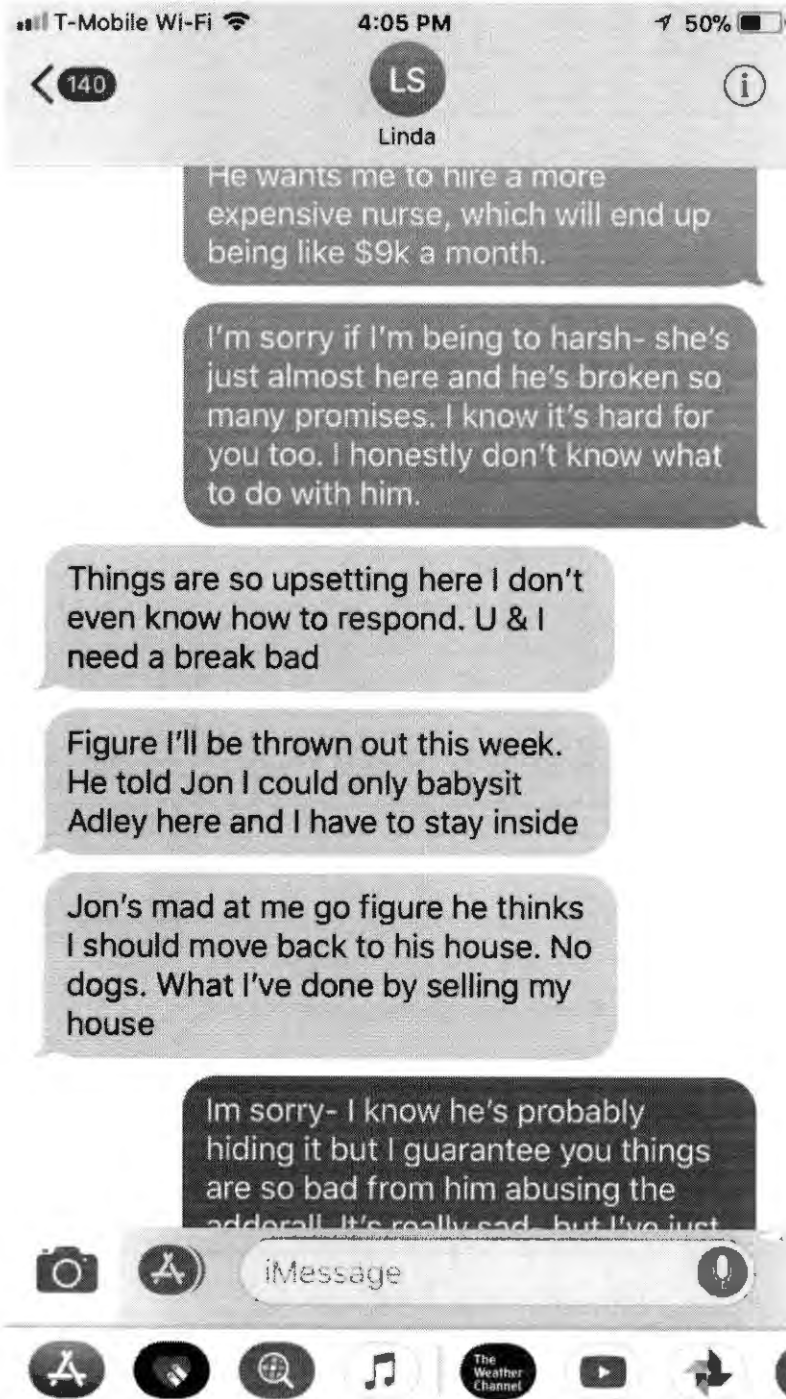 T-Mobile Wi-Fi 4:05 PM 50%
140
LS
Linda
He wants me to hire a more
expensive nurse, which will end up
being like $9k a month.
I'm sorry if I'm being to harsh- she's
just almost here and he's broken so
many promises. I know it's hard for
you too. I honestly don't know what
to do with him.
Things are so upsetting here I don't
even know how to respond. U & I
need a break bad
Figure I'll be thrown out this week.
He told Jon I could only babysit
Adley here and I have to stay inside
Jon's mad at me go figure he thinks
I should move back to his house. No
dogs. What I've done by selling my
house
Im sorry- I know he's probably
hiding it but I guarantee you things
are so bad from him abusing the
adderall. It's really sad- but I've just
iMessage
The
Weather
Channel